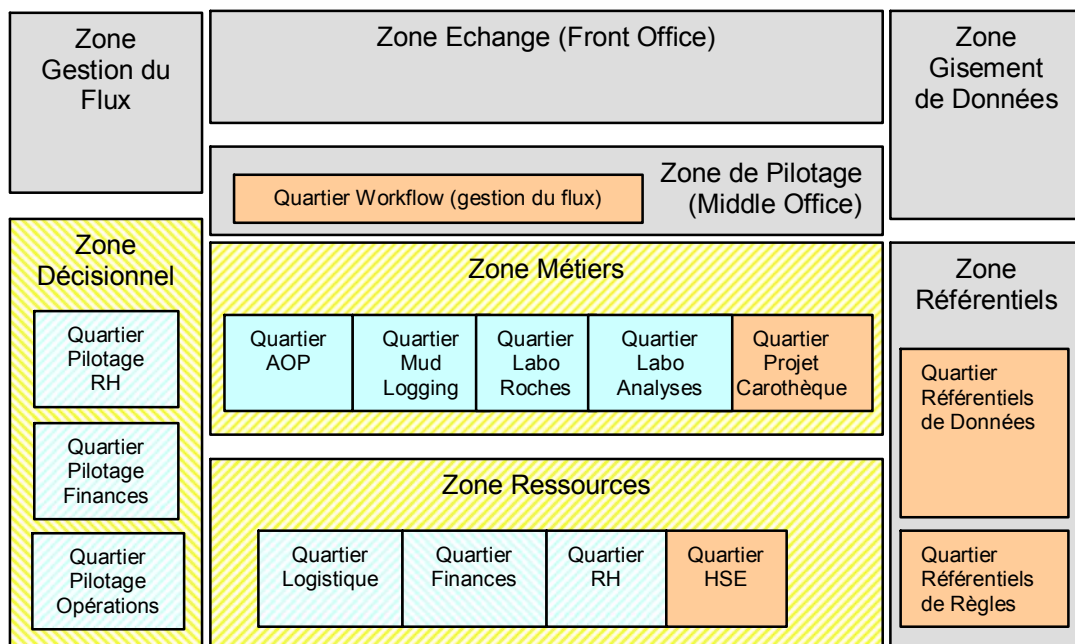 Zone
Gestion du
Flux
Zone Echange (Front Office)
Zone
Gisement
de Données
Zone de Pilotage
(Middle Office)
Quartier Workflow (gestion du flux)
Zone
Décisionnel
Quartier
Pilotage
RH
Quartier
Pilotage
Finances
Quartier
Pilotage
Opérations
Zone Métiers
Quartier
AOP
Quartier
Mud
Logging
Quartier
Labo
Roches
Quartier
Labo
Analyses
Quartier
Projet
Carothèque
Zone Ressources
Quartier
Logistique
Quartier
Finances
Quartier
RH
Quartier
HSE
Zone
Référentiels
Quartier
Référentiels
de Données
Quartier
Référentiels
de Règles